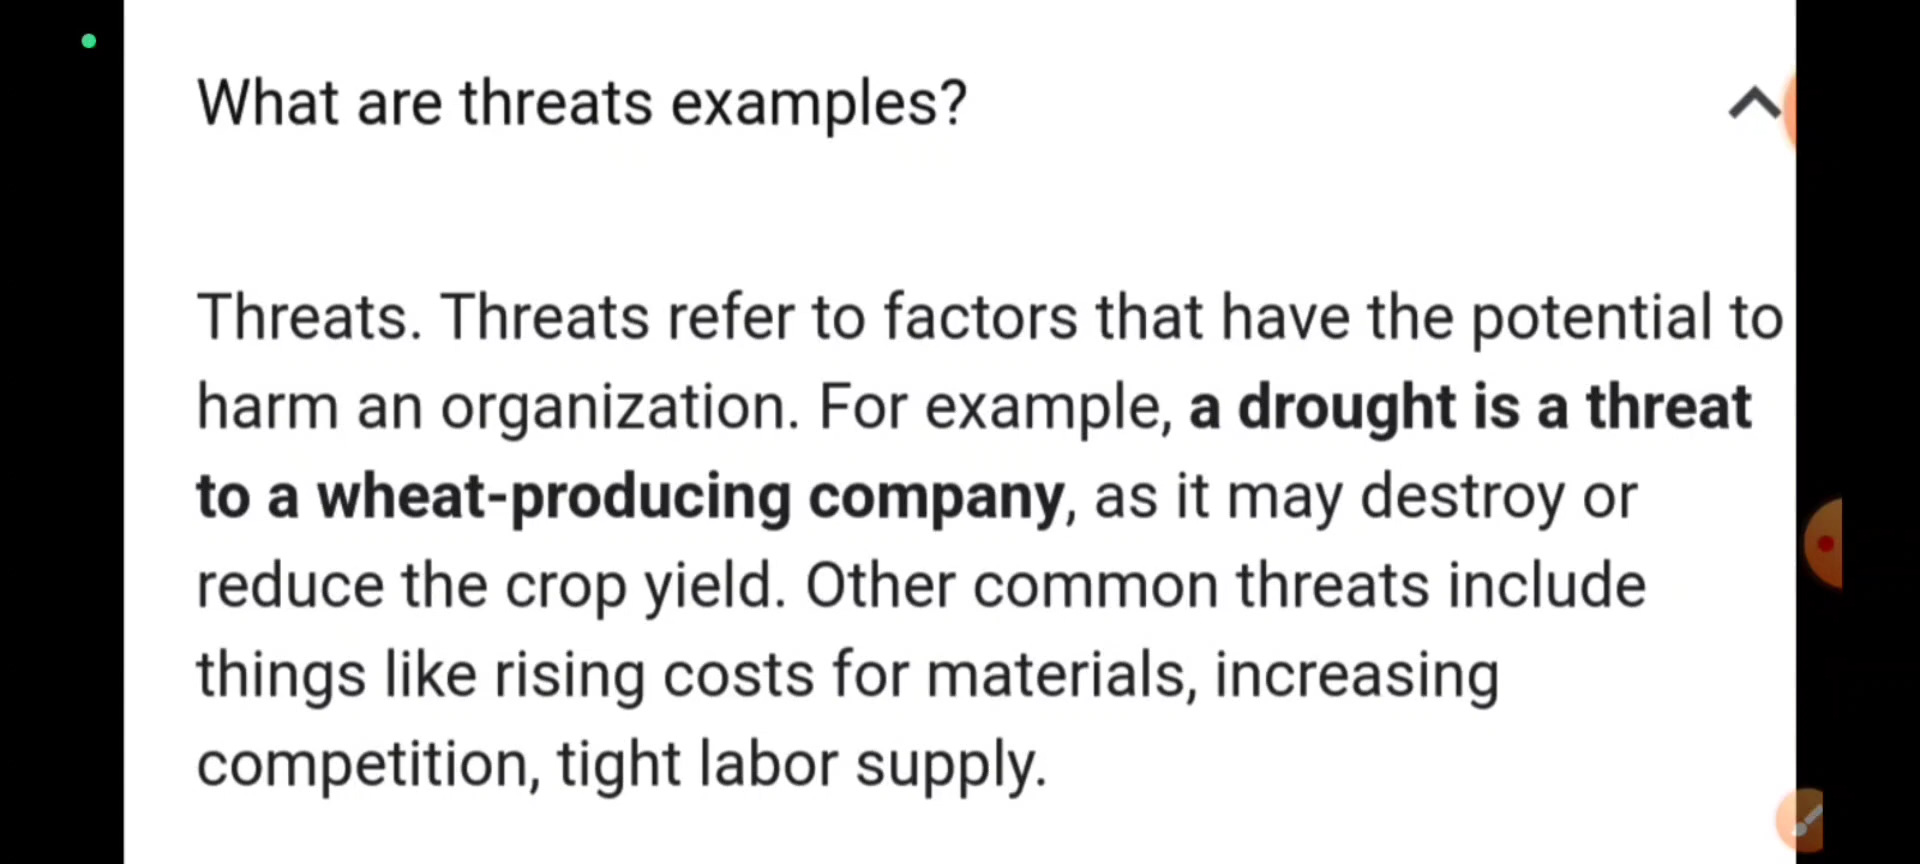 What are threats examples?
Threats. Threats refer to factors that have the potential to
harm an organization. For example, a drought is a threat
to a wheat-producing company, as it may destroy or
reduce the crop yield. Other common threats include
things like rising costs for materials, increasing
competition, tight labor supply.